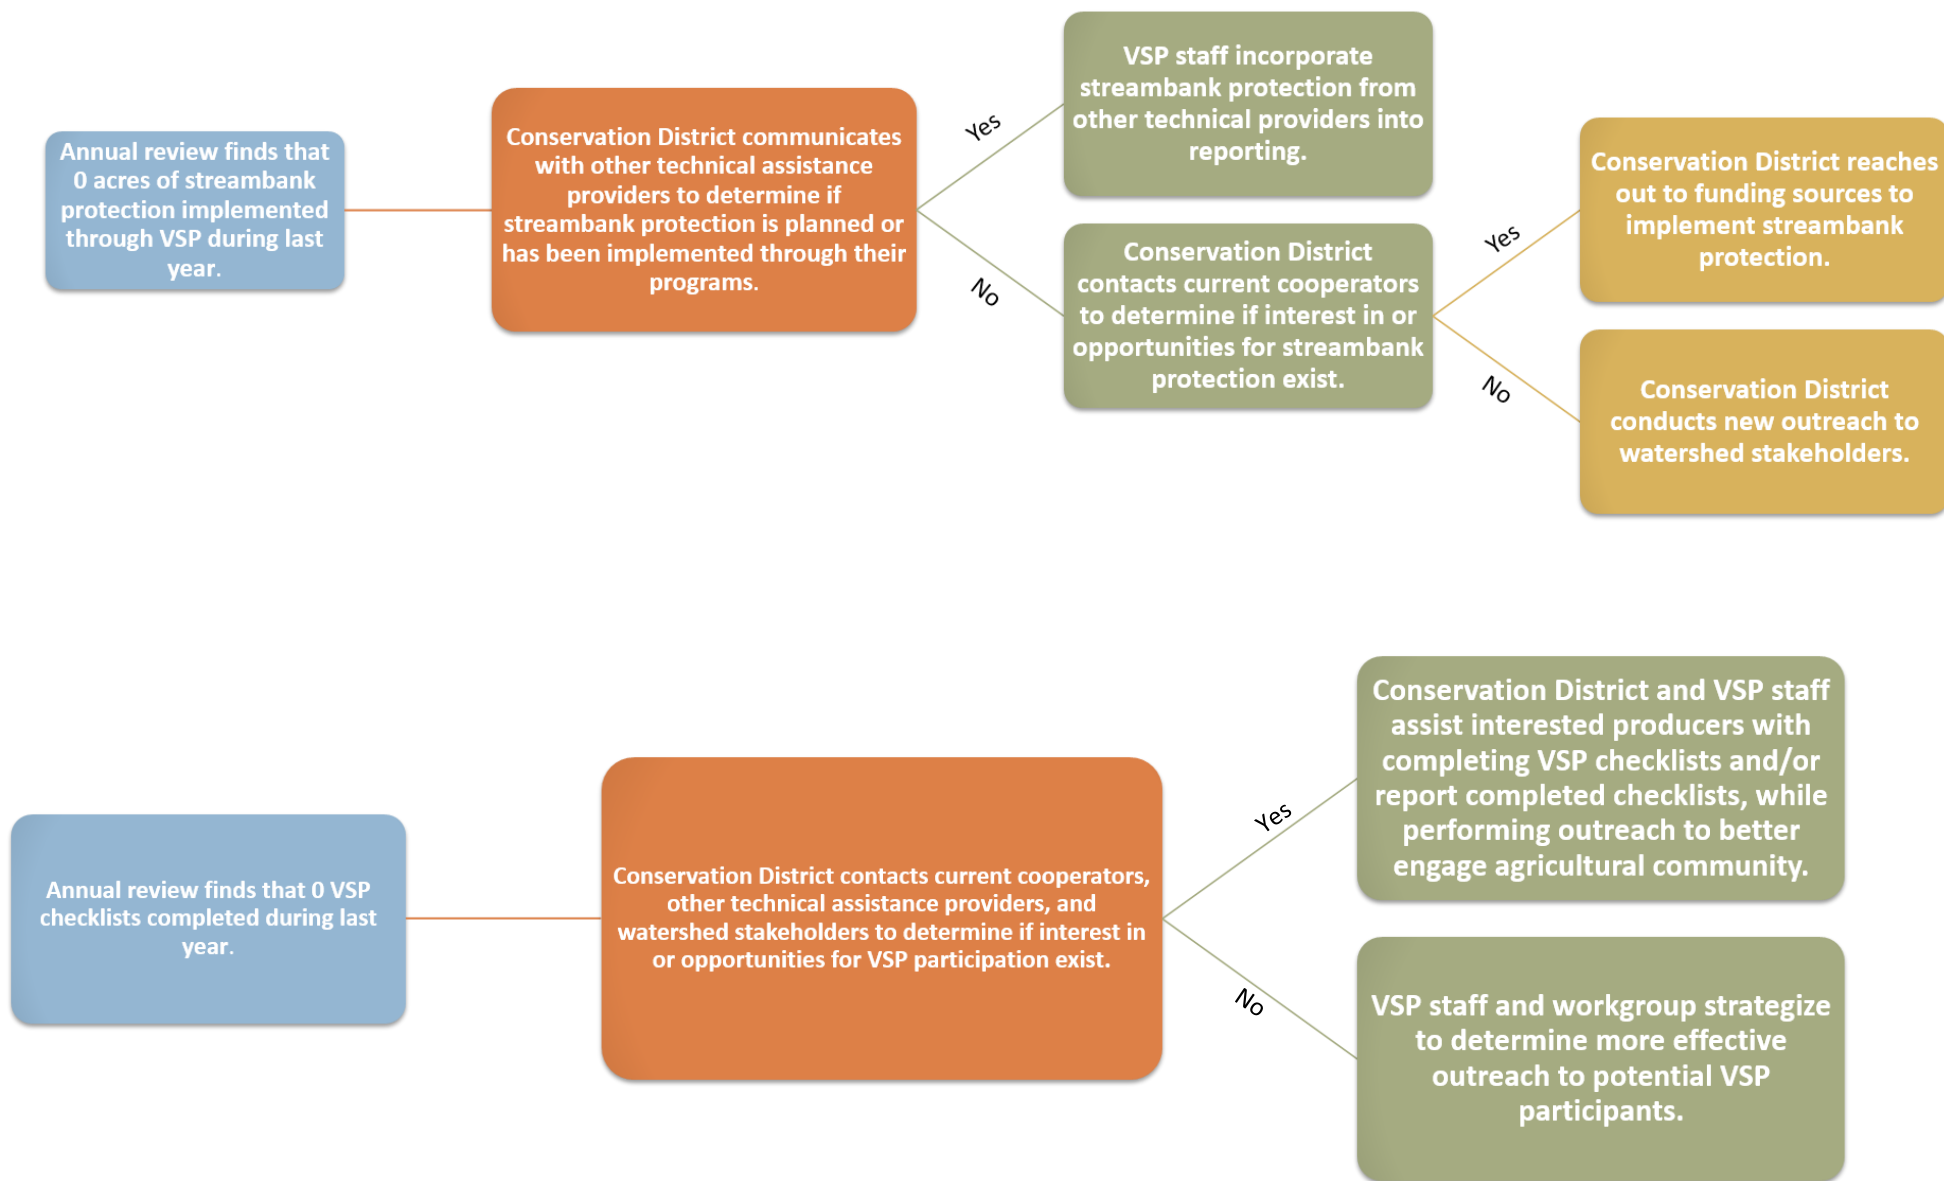 Annual review finds that
0 acres of streambank
protection implemented
through VSP during last
year.
Conservation District communicates
with other technical assistance
providers to determine if
streambank protection is planned or
has been implemented through their
programs.
Yes
No
VSP staff incorporate
streambank protection from
other technical providers into
reporting.
Conservation District
contacts current cooperators
to determine if interest in or
opportunities for streambank
protection exist.
Yes
No
Conservation District reaches
out to funding sources to
implement streambank
protection.
Conservation District
conducts new outreach to
watershed stakeholders.
Annual review finds that 0 VSP
checklists completed during last
year.
Conservation District contacts current cooperators,
other technical assistance providers, and
watershed stakeholders to determine if interest in
or opportunities for VSP participation exist.
Yes
No
Conservation District and VSP staff
assist interested producers with
completing VSP checklists and/or
report completed checklists, while
performing outreach to better
engage agricultural community.
VSP staff and workgroup strategize
to determine more effective
outreach to potential VSP
participants.